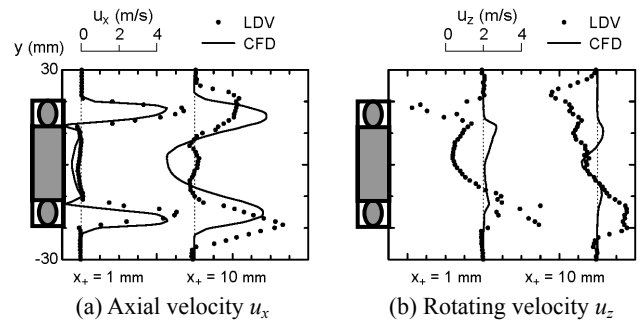 uₓ (m/s)
0 2 4
LDV
CFD
y (mm)
30
-30
x₊ = 1 mm
x₊ = 10 mm
(a) Axial velocity uₓ
u_z (m/s)
0 2 4
LDV
CFD
x₊ = 1 mm
x₊ = 10 mm
(b) Rotating velocity u_z